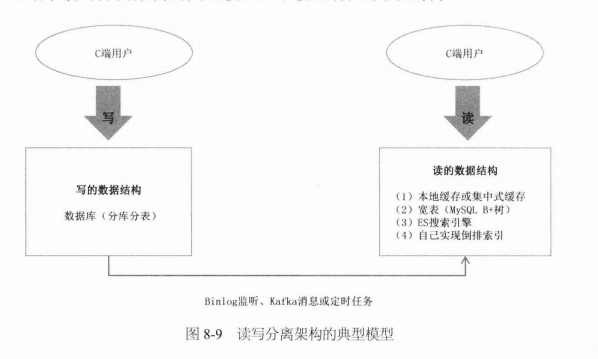 C端用户
C端用户
写
读
写的数据结构
数据库（分库分表）
读的数据结构
（1）本地缓存或集中式缓存
（2）宽表（MySQL B+树）
（3）ES搜索引擎
（4）自己实现倒排索引
Binlog监听、Kafka消息或定时任务
图 8-9 读写分离架构的典型模型